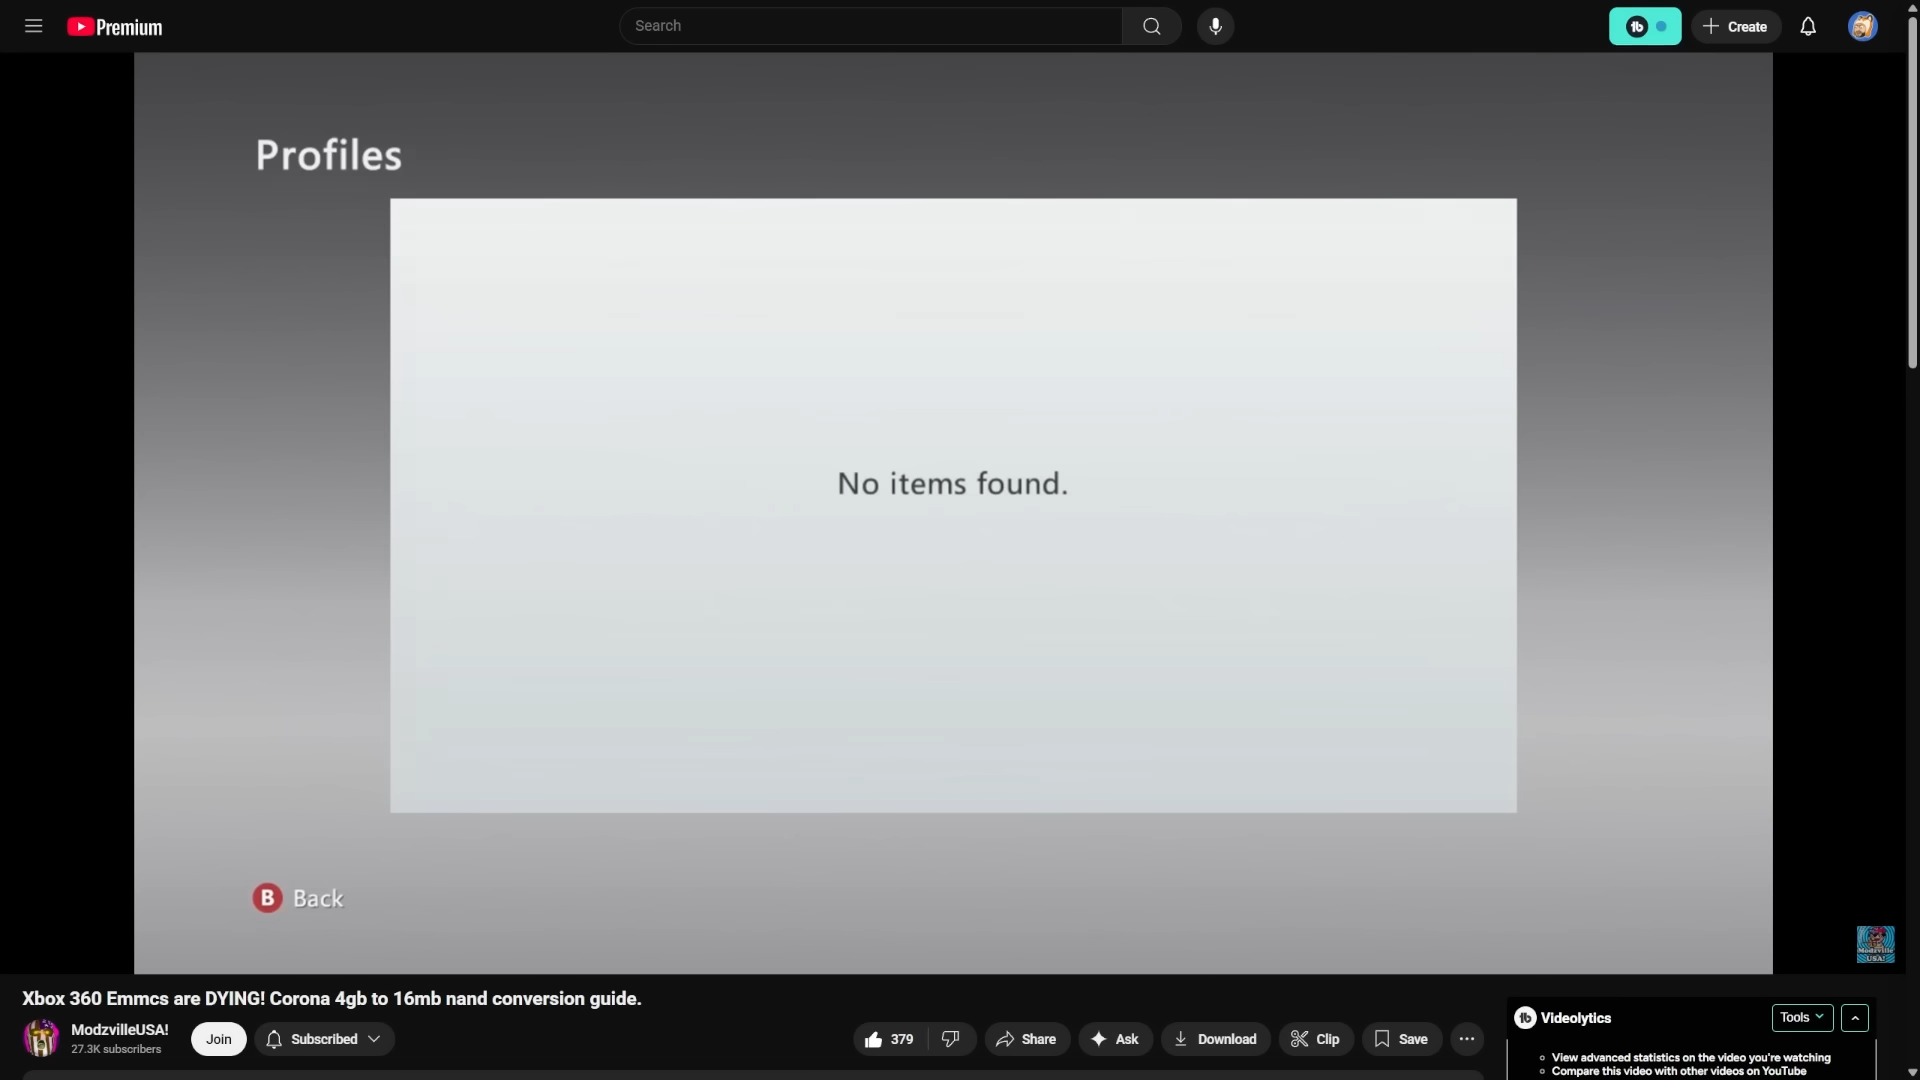 Premium
Search
Create
Profiles
No items found.
B Back
Modzville
USA!
Xbox 360 Emmcs are DYING! Corona 4gb to 16mb nand conversion guide.
ModzvilleUSA!
27.3K subscribers
Join
Subscribed
379
Share
Ask
Download
Clip
Save
Videolytics
Tools
View advanced statistics on the video you're watching
Compare this video with other videos on YouTube